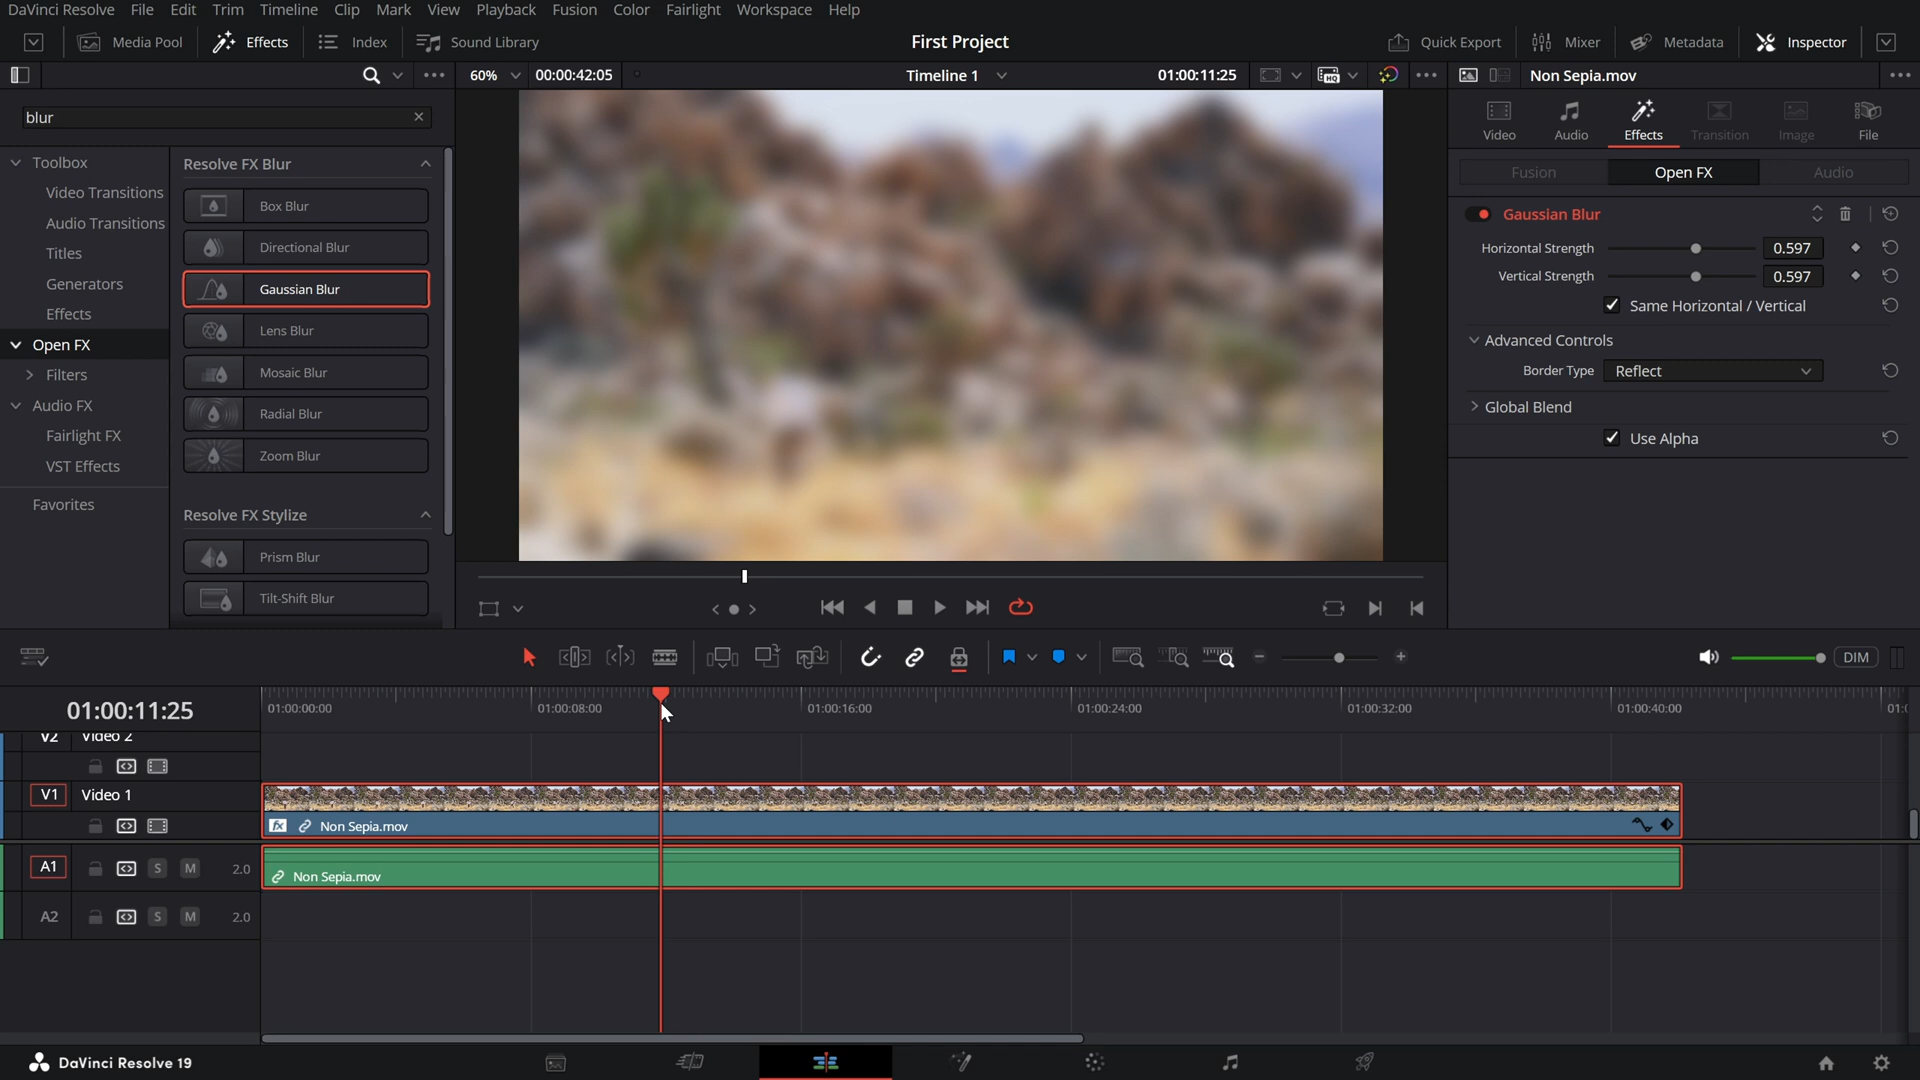 DaVinci Resolve File Edit Trim Timeline Clip Mark View Playback Fusion Color Fairlight Workspace Help
Media Pool Effects Index Sound Library First Project Quick Export Mixer Metadata Inspector
60% 00:00:42:05 Timeline 1 01:00:11:25 HQ Non Sepia.mov
blur
Video Audio Effects Transition Image File
Toolbox
Video Transitions
Audio Transitions
Titles
Generators
Effects
Open FX
Filters
Audio FX
Fairlight FX
VST Effects
Favorites
Resolve FX Blur
Box Blur
Directional Blur
Gaussian Blur
Lens Blur
Mosaic Blur
Radial Blur
Zoom Blur
Resolve FX Stylize
Prism Blur
Tilt-Shift Blur
Fusion Open FX Audio
Gaussian Blur
Horizontal Strength 0.597
Vertical Strength 0.597
Same Horizontal / Vertical
Advanced Controls
Border Type Reflect
Global Blend
Use Alpha
DIM
01:00:11:25 01:00:00:00 01:00:08:00 01:00:16:00 01:00:24:00 01:00:32:00 01:00:40:00 01:0
V2 Video 2
V1 Video 1
fx Non Sepia.mov
A1 S M 2.0
Non Sepia.mov
A2 S M 2.0
DaVinci Resolve 19